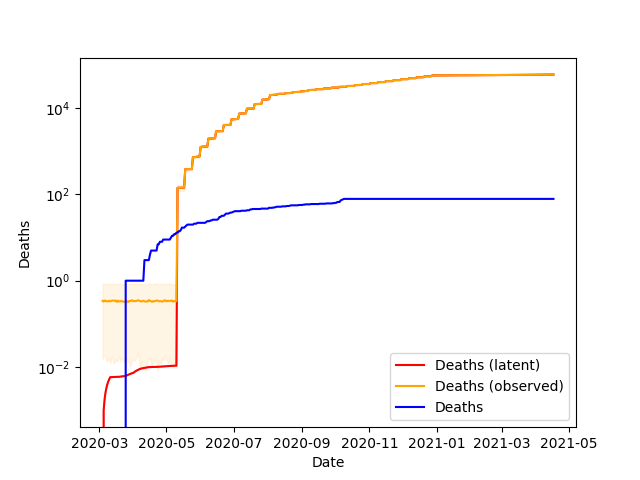 Deaths
10^4
10^2
10^0
10^-2
Deaths (latent)
Deaths (observed)
Deaths
2020-03 2020-05 2020-07 2020-09 2020-11 2021-01 2021-03 2021-05
Date